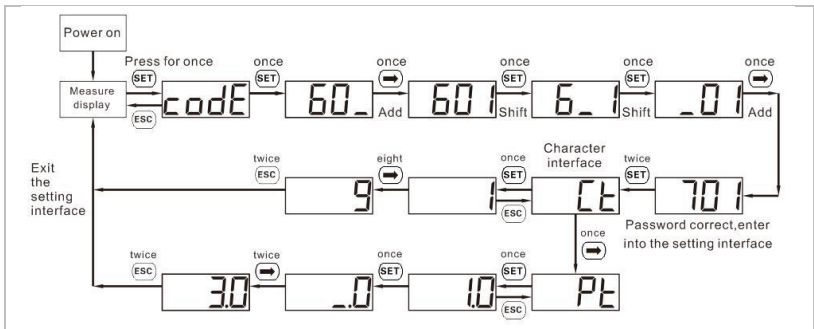 Power on
Press for once once once once once once
SET SET → SET SET →
Measure display
codE 60_ 601 6_1 _01
ESC Add Shift Shift Add
Character interface
twice eight once twice
ESC → SET SET
Exit the setting interface
9 1 Ct 701
ESC
once
→
Password correct,enter
into the setting interface
twice twice once once
ESC → SET SET
3.0 _.0 1.0 Pt
ESC